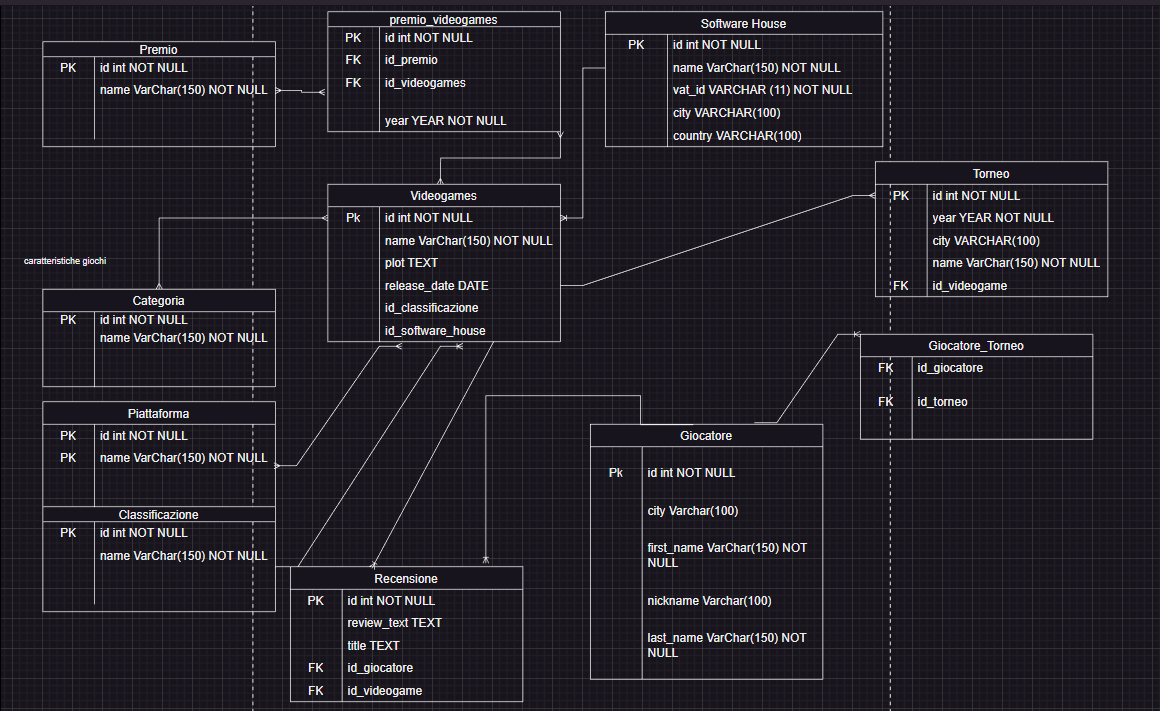 premio_videogames
PK id int NOT NULL
FK id_premio
FK id_videogames
year YEAR NOT NULL
Software House
PK id int NOT NULL
name VarChar(150) NOT NULL
vat_id VARCHAR (11) NOT NULL
city VARCHAR(100)
country VARCHAR(100)
Premio
PK id int NOT NULL
name VarChar(150) NOT NULL
Videogames
Pk id int NOT NULL
name VarChar(150) NOT NULL
plot TEXT
release_date DATE
id_classificazione
id_software_house
Torneo
PK id int NOT NULL
year YEAR NOT NULL
city VARCHAR(100)
name VarChar(150) NOT NULL
FK id_videogame
caratteristiche giochi
Categoria
PK id int NOT NULL
name VarChar(150) NOT NULL
Giocatore_Torneo
FK id_giocatore
FK id_torneo
Piattaforma
PK id int NOT NULL
PK name VarChar(150) NOT NULL
Classificazione
PK id int NOT NULL
name VarChar(150) NOT NULL
Giocatore
Pk id int NOT NULL
city Varchar(100)
first_name VarChar(150) NOT
NULL
nickname Varchar(100)
last_name VarChar(150) NOT
NULL
Recensione
PK id int NOT NULL
review_text TEXT
title TEXT
FK id_giocatore
FK id_videogame